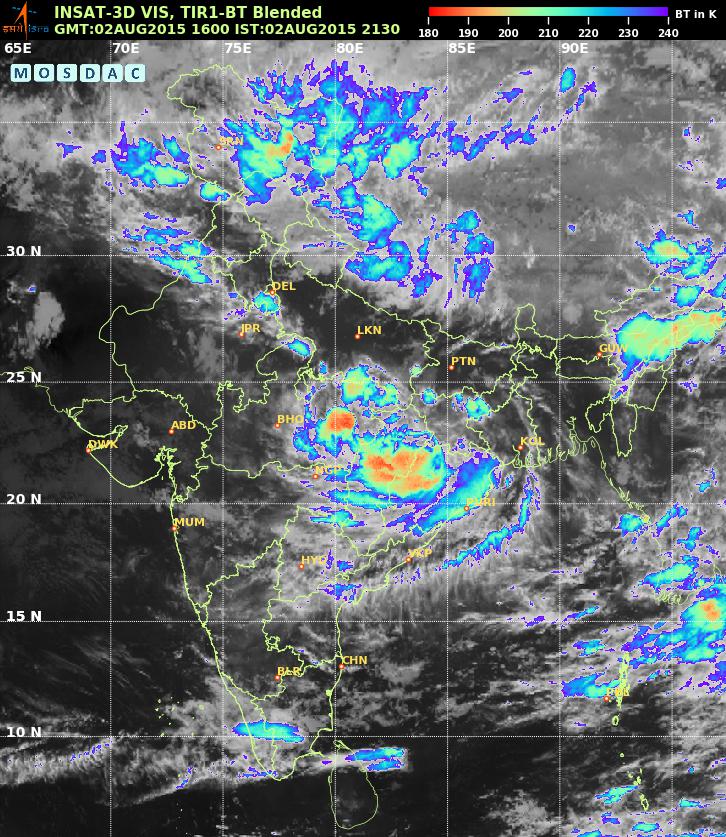 INSAT-3D VIS, TIR1-BT Blended
GMT:02AUG2015 1600 IST:02AUG2015 2130
BT in K
180 190 200 210 220 230 240
65E 70E 75E 80E 85E 90E
MOSDAC
SRN
30 N
DEL
JPR
LKN
GUW
PTN
25 N
BHO
ABD
DWK
KOL
NGP
20 N
PURI
MUM
VKP
HYD
15 N
CHN
BLR
PBL
10 N